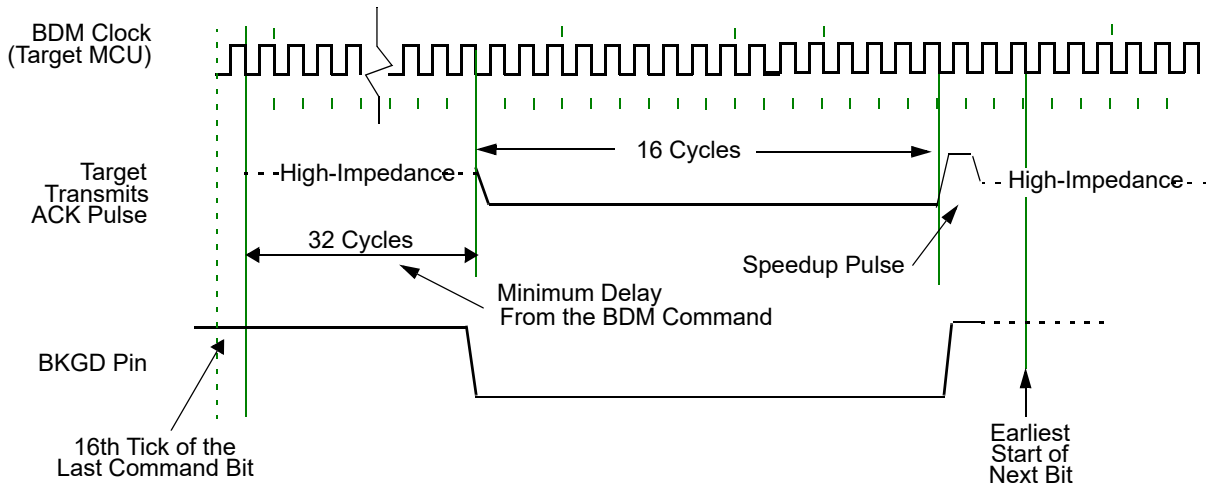 BDM Clock
(Target MCU)
16 Cycles
Target
Transmits
ACK Pulse
High-Impedance
High-Impedance
32 Cycles
Speedup Pulse
Minimum Delay
From the BDM Command
BKGD Pin
16th Tick of the
Last Command Bit
Earliest
Start of
Next Bit